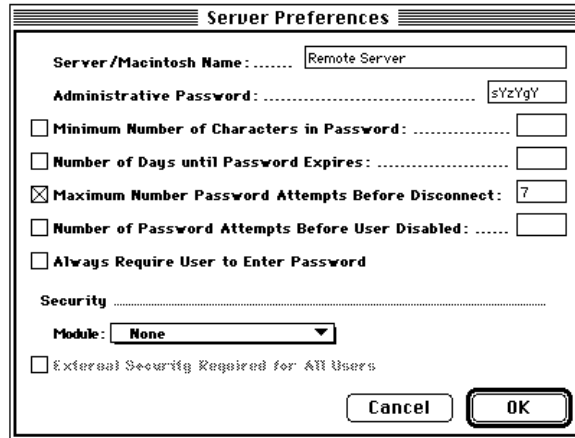 Server Preferences
Server/Macintosh Name: ...... Remote Server
Administrative Password: ........................................ sYzYgY
Minimum Number of Characters in Password: ..................
Number of Days until Password Expires: .........................
Maximum Number Password Attempts Before Disconnect: 7
Number of Password Attempts Before User Disabled: ......
Always Require User to Enter Password
Security
Module: None
External Security Required for All Users
Cancel OK